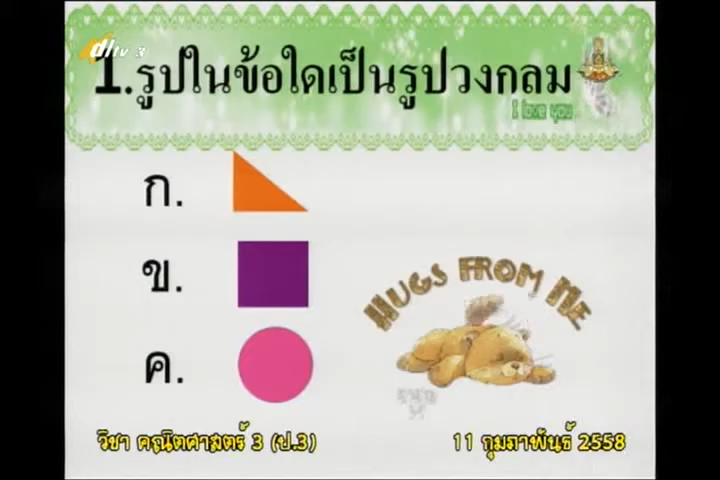 dltv 3
1.รูปในข้อใดเป็นรูปวงกลม
I love you
ก.
ข.
ค.
HUGS FROM ME
วิชา คณิตศาสตร์ 3 (ป.3)
11 กุมภาพันธ์ 2558